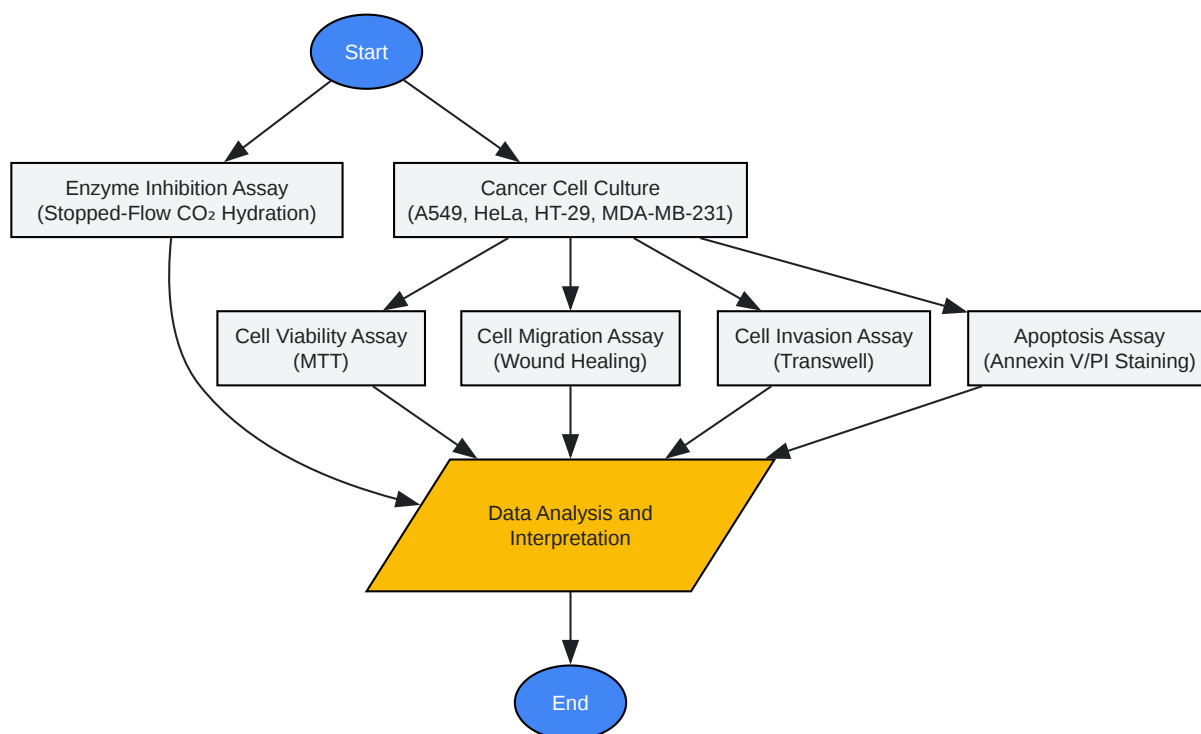 Start
Enzyme Inhibition Assay
(Stopped-Flow CO₂ Hydration)
Cancer Cell Culture
(A549, HeLa, HT-29, MDA-MB-231)
Cell Viability Assay
(MTT)
Cell Migration Assay
(Wound Healing)
Cell Invasion Assay
(Transwell)
Apoptosis Assay
(Annexin V/PI Staining)
Data Analysis and
Interpretation
End